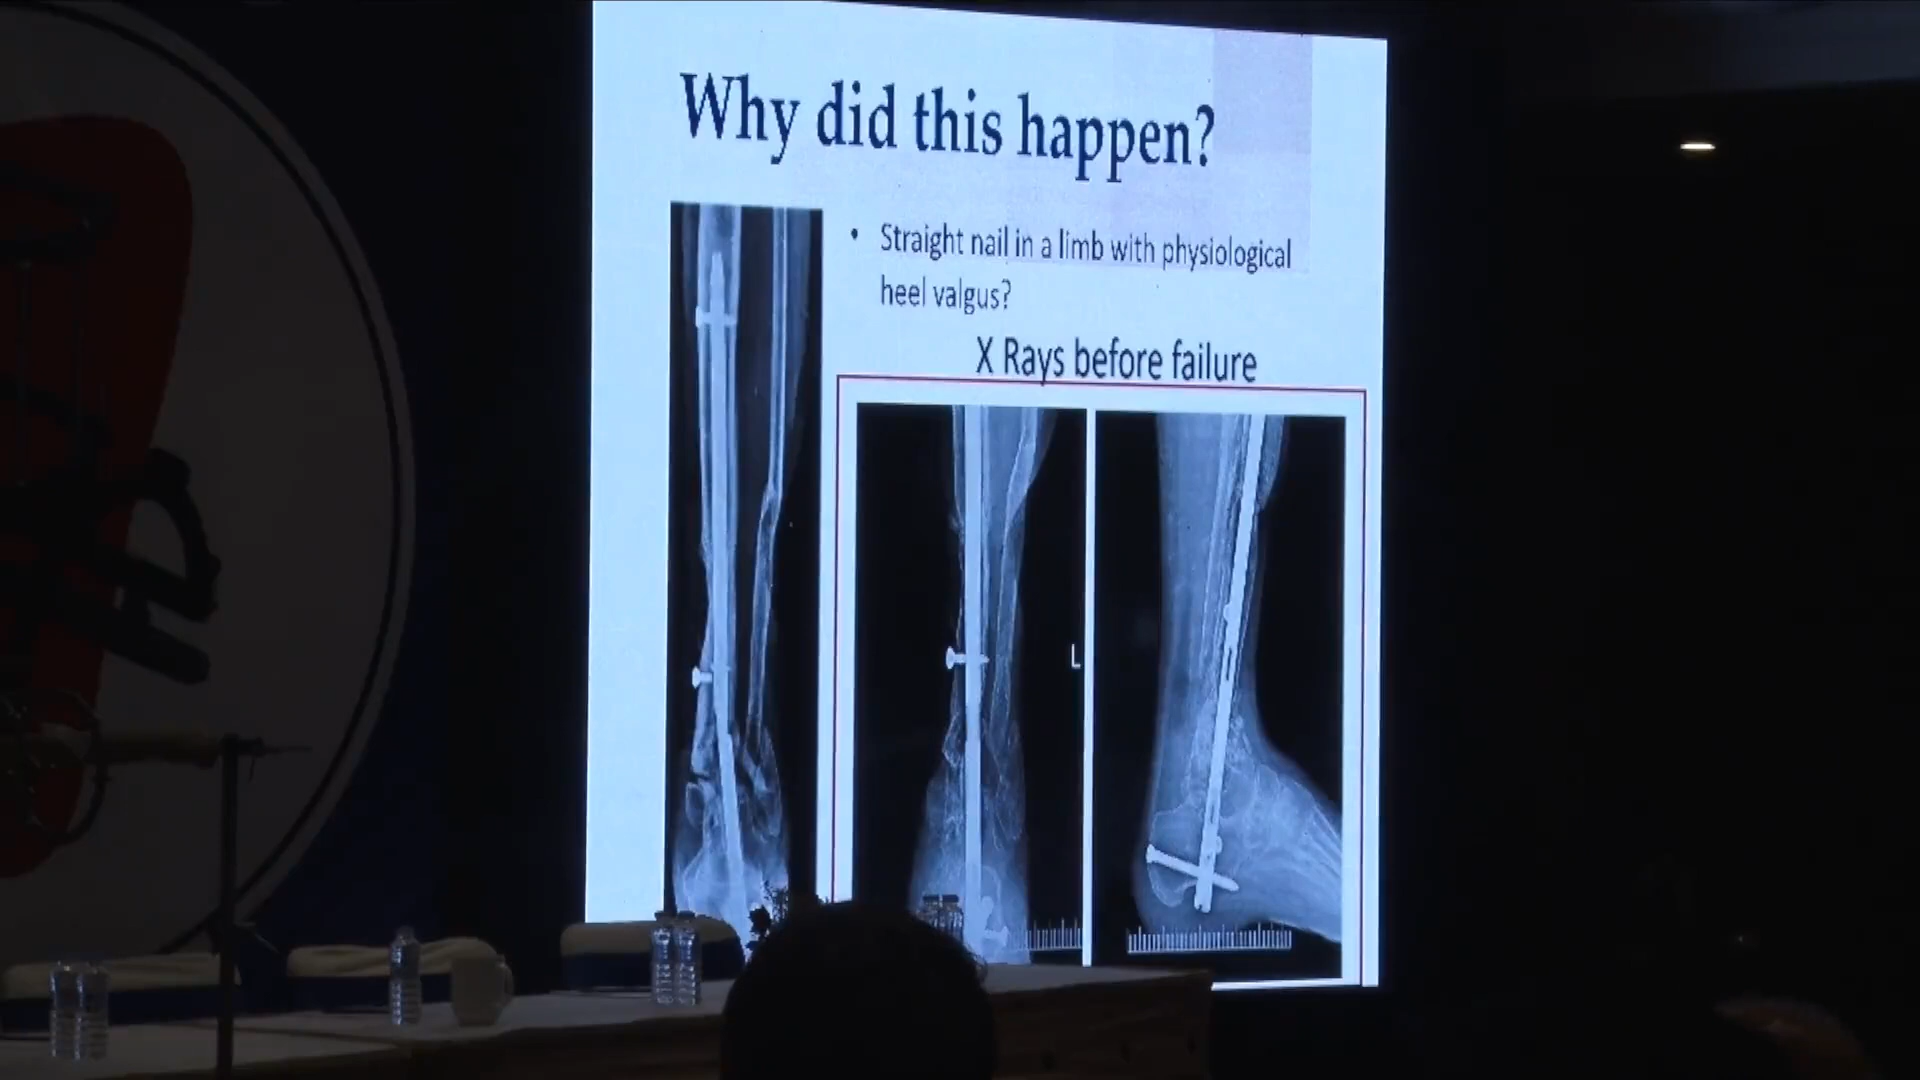 Why did this happen?
• Straight nail in a limb with physiological
heel valgus?
X Rays before failure
L